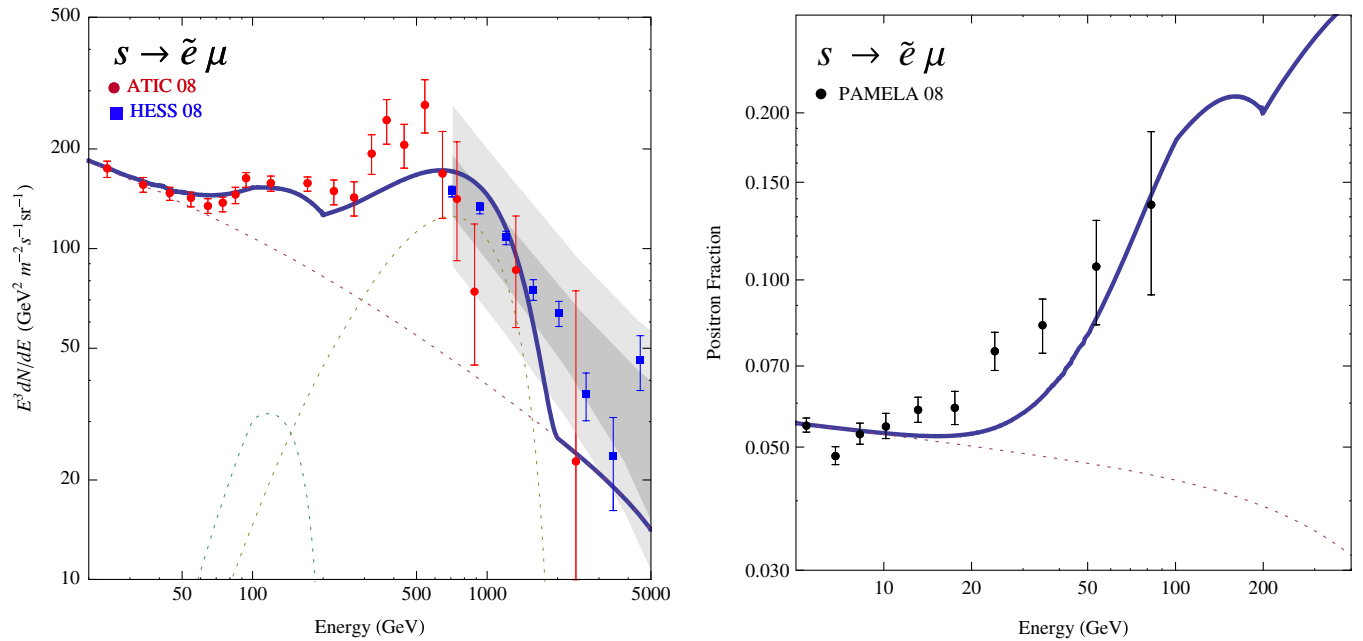 s → ẽ μ
ATIC 08
HESS 08
500
200
100
50
20
10
E³dN/dE (GeV² m⁻² s⁻¹ sr⁻¹)
50 100 500 1000 5000
Energy (GeV)
s → ẽ μ
PAMELA 08
0.200
0.150
0.100
0.070
0.050
0.030
Positron Fraction
10 20 50 100 200
Energy (GeV)